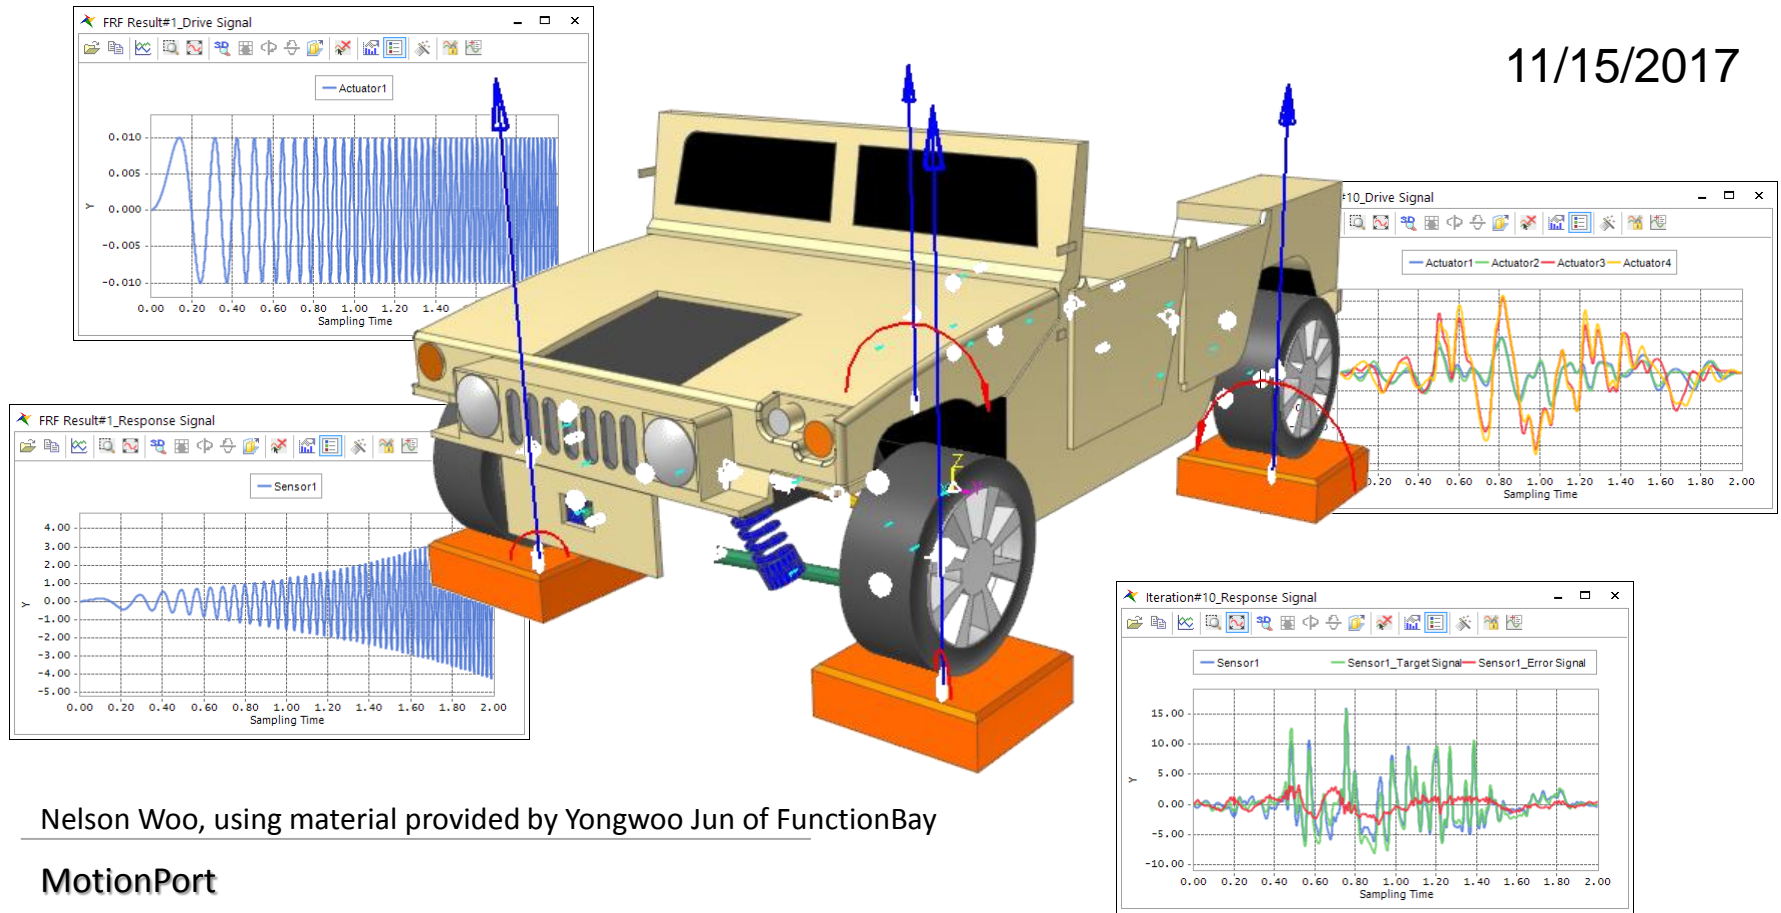 FRF Result#1_Drive Signal
Actuator1
0.010
0.005
0.000
-0.005
-0.010
Y
0.00 0.20 0.40 0.60 0.80 1.00 1.20 1.40
Sampling Time
11/15/2017
#10_Drive Signal
Actuator1 Actuator2 Actuator3 Actuator4
0.20 0.40 0.60 0.80 1.00 1.20 1.40 1.60 1.80 2.00
Sampling Time
Z
FRF Result#1_Response Signal
Sensor1
4.00
3.00
2.00
1.00
0.00
-1.00
-2.00
-3.00
-4.00
-5.00
Y
0.00 0.20 0.40 0.60 0.80 1.00 1.20 1.40 1.60 1.80 2.00
Sampling Time
Iteration#10_Response Signal
Sensor1 Sensor1_Target Signal Sensor1_Error Signal
15.00
10.00
5.00
0.00
-5.00
-10.00
Y
0.00 0.20 0.40 0.60 0.80 1.00 1.20 1.40 1.60 1.80 2.00
Sampling Time
Nelson Woo, using material provided by Yongwoo Jun of FunctionBay
MotionPort